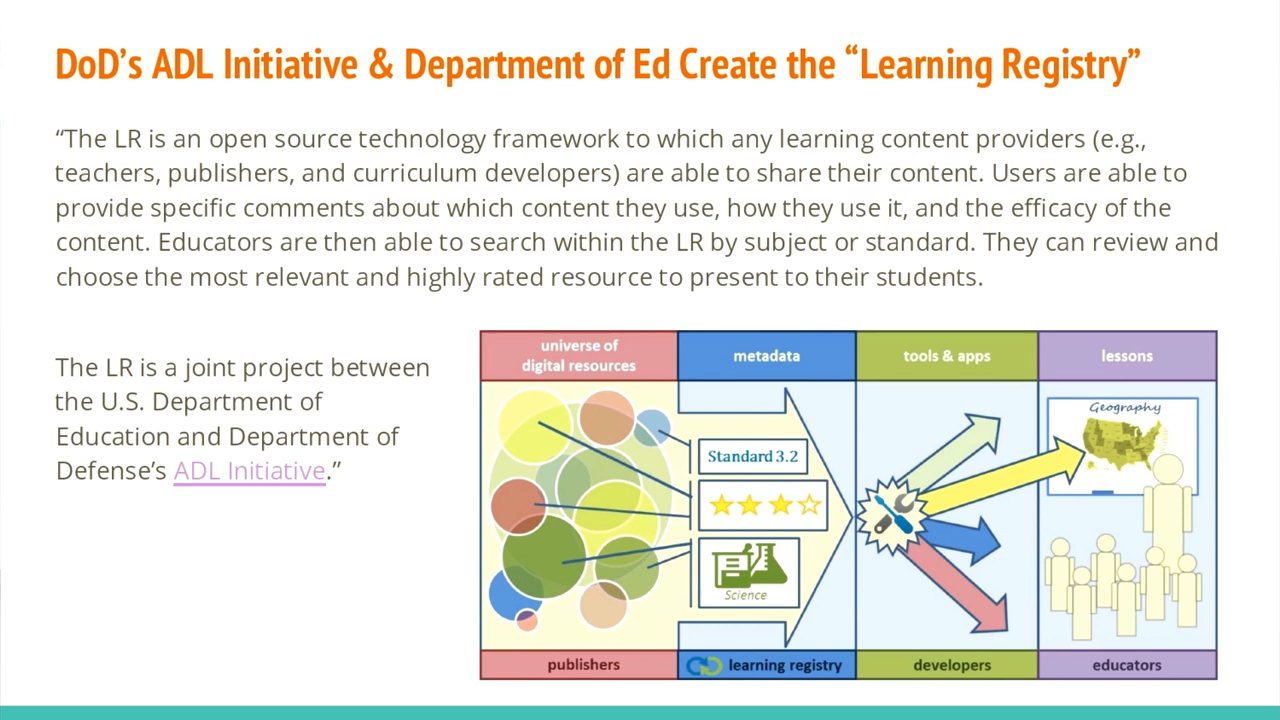 DoD’s ADL Initiative & Department of Ed Create the “Learning Registry”
“The LR is an open source technology framework to which any learning content providers (e.g.,
teachers, publishers, and curriculum developers) are able to share their content. Users are able to
provide specific comments about which content they use, how they use it, and the efficacy of the
content. Educators are then able to search within the LR by subject or standard. They can review and
choose the most relevant and highly rated resource to present to their students.
The LR is a joint project between
the U.S. Department of
Education and Department of
Defense’s ADL Initiative.”
universe of
digital resources
metadata
tools & apps
lessons
Geography
Standard 3.2
Science
publishers
learning registry
developers
educators